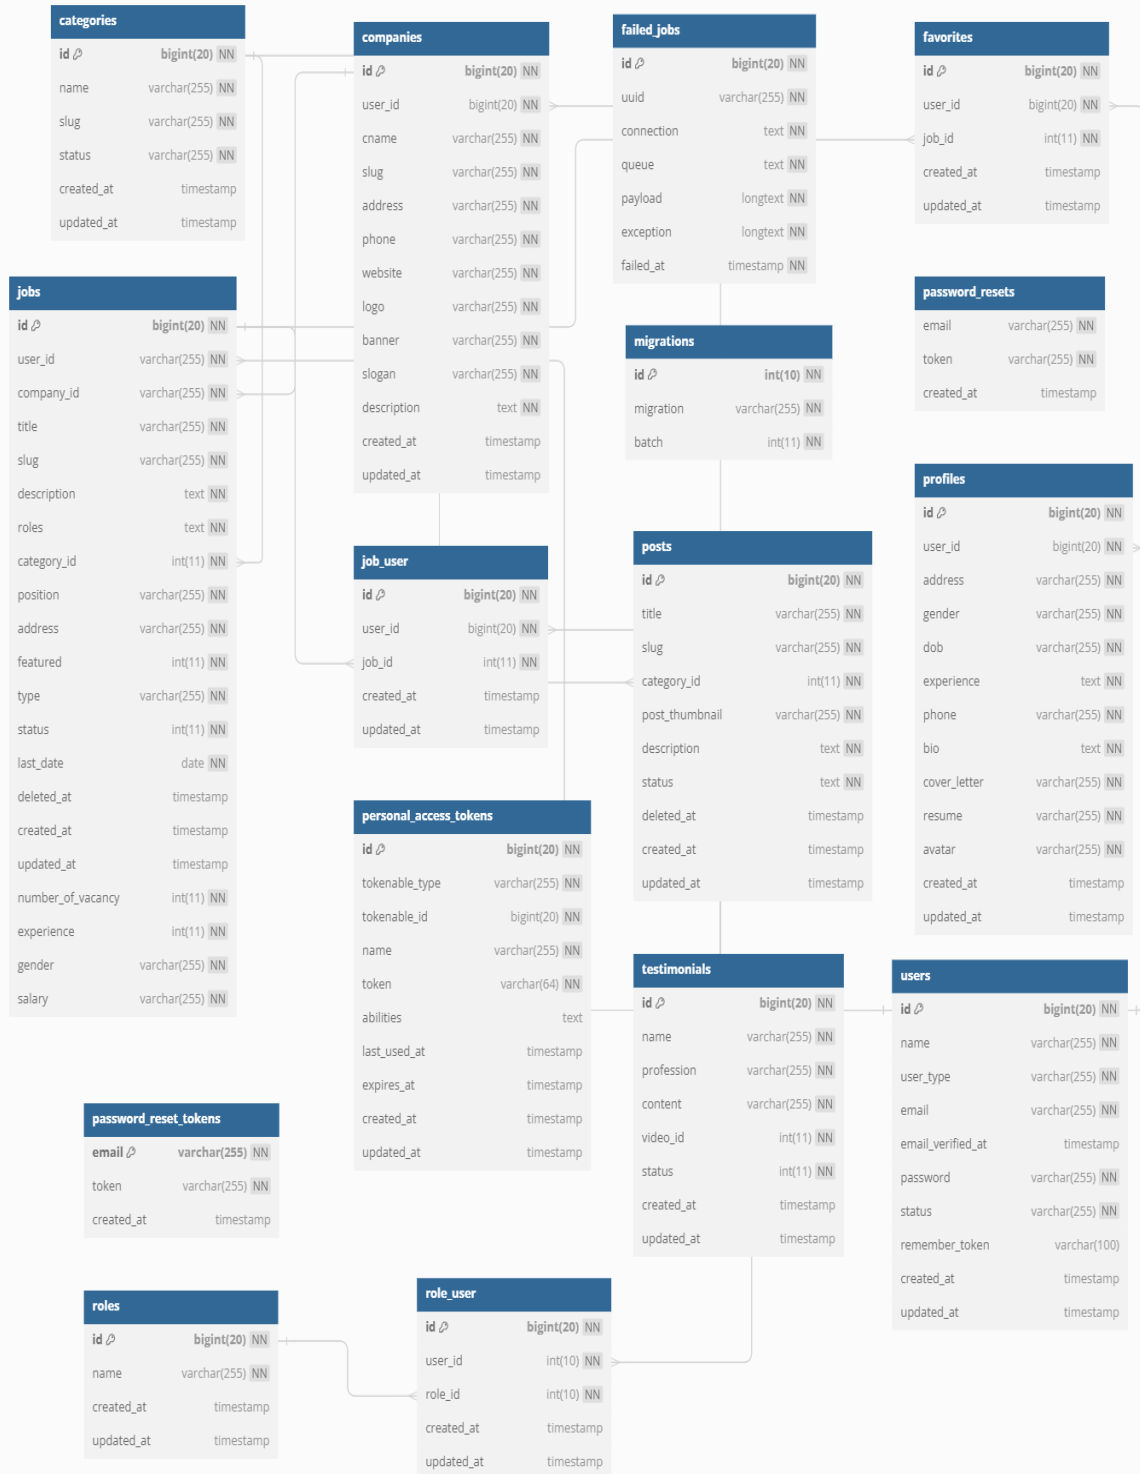 categories
id bigint(20) NN
name varchar(255) NN
slug varchar(255) NN
status varchar(255) NN
created_at timestamp
updated_at timestamp
companies
id bigint(20) NN
user_id bigint(20) NN
cname varchar(255) NN
slug varchar(255) NN
address varchar(255) NN
phone varchar(255) NN
website varchar(255) NN
logo varchar(255) NN
banner varchar(255) NN
slogan varchar(255) NN
description text NN
created_at timestamp
updated_at timestamp
failed_jobs
id bigint(20) NN
uuid varchar(255) NN
connection text NN
queue text NN
payload longtext NN
exception longtext NN
failed_at timestamp NN
favorites
id bigint(20) NN
user_id bigint(20) NN
job_id int(11) NN
created_at timestamp
updated_at timestamp
jobs
id bigint(20) NN
user_id varchar(255) NN
company_id varchar(255) NN
title varchar(255) NN
slug varchar(255) NN
description text NN
roles text NN
category_id int(11) NN
position varchar(255) NN
address varchar(255) NN
featured int(11) NN
type varchar(255) NN
status int(11) NN
last_date date NN
deleted_at timestamp
created_at timestamp
updated_at timestamp
number_of_vacancy int(11) NN
experience int(11) NN
gender varchar(255) NN
salary varchar(255) NN
migrations
id int(10) NN
migration varchar(255) NN
batch int(11) NN
password_resets
email varchar(255) NN
token varchar(255) NN
created_at timestamp
profiles
id bigint(20) NN
user_id bigint(20) NN
address varchar(255) NN
gender varchar(255) NN
dob varchar(255) NN
experience text NN
phone varchar(255) NN
bio text NN
cover_letter varchar(255) NN
resume varchar(255) NN
avatar varchar(255) NN
created_at timestamp
updated_at timestamp
job_user
id bigint(20) NN
user_id bigint(20) NN
job_id int(11) NN
created_at timestamp
updated_at timestamp
posts
id bigint(20) NN
title varchar(255) NN
slug varchar(255) NN
category_id int(11) NN
post_thumbnail varchar(255) NN
description text NN
status text NN
deleted_at timestamp
created_at timestamp
updated_at timestamp
personal_access_tokens
id bigint(20) NN
tokenable_type varchar(255) NN
tokenable_id bigint(20) NN
name varchar(255) NN
token varchar(64) NN
abilities text
last_used_at timestamp
expires_at timestamp
created_at timestamp
updated_at timestamp
testimonials
id bigint(20) NN
name varchar(255) NN
profession varchar(255) NN
content varchar(255) NN
video_id int(11) NN
status int(11) NN
created_at timestamp
updated_at timestamp
users
id bigint(20) NN
name varchar(255) NN
user_type varchar(255) NN
email varchar(255) NN
email_verified_at timestamp
password varchar(255) NN
status varchar(255) NN
remember_token varchar(100)
created_at timestamp
updated_at timestamp
password_reset_tokens
email varchar(255) NN
token varchar(255) NN
created_at timestamp
roles
id bigint(20) NN
name varchar(255) NN
created_at timestamp
updated_at timestamp
role_user
id bigint(20) NN
user_id int(10) NN
role_id int(10) NN
created_at timestamp
updated_at timestamp